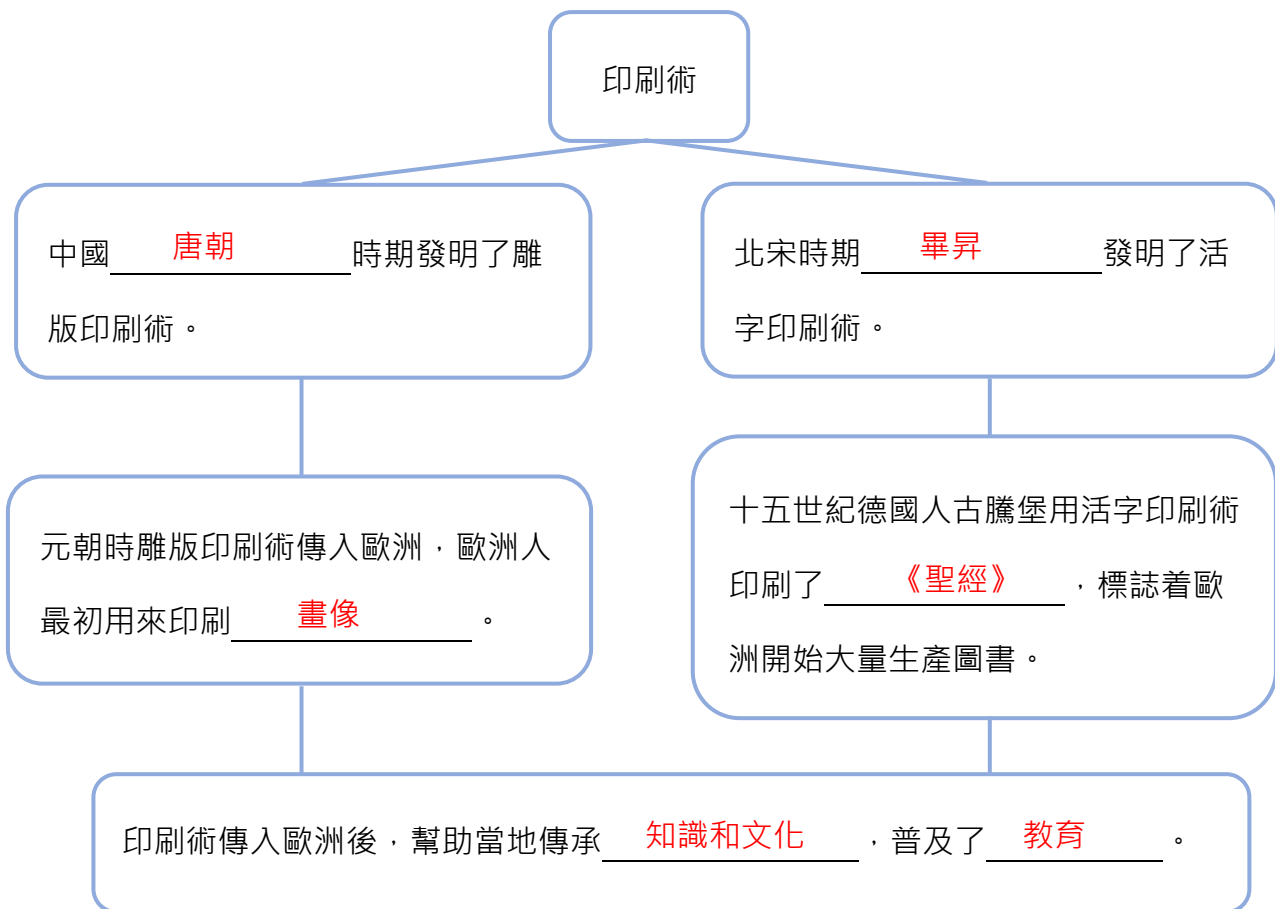 印刷術
中國唐朝時期發明了雕
版印刷術。
北宋時期畢昇發明了活
字印刷術。
元朝時雕版印刷術傳入歐洲，歐洲人
最初用來印刷畫像。
十五世紀德國人古騰堡用活字印刷術
印刷了《聖經》，標誌着歐
洲開始大量生產圖書。
印刷術傳入歐洲後，幫助當地傳承知識和文化，普及了教育。